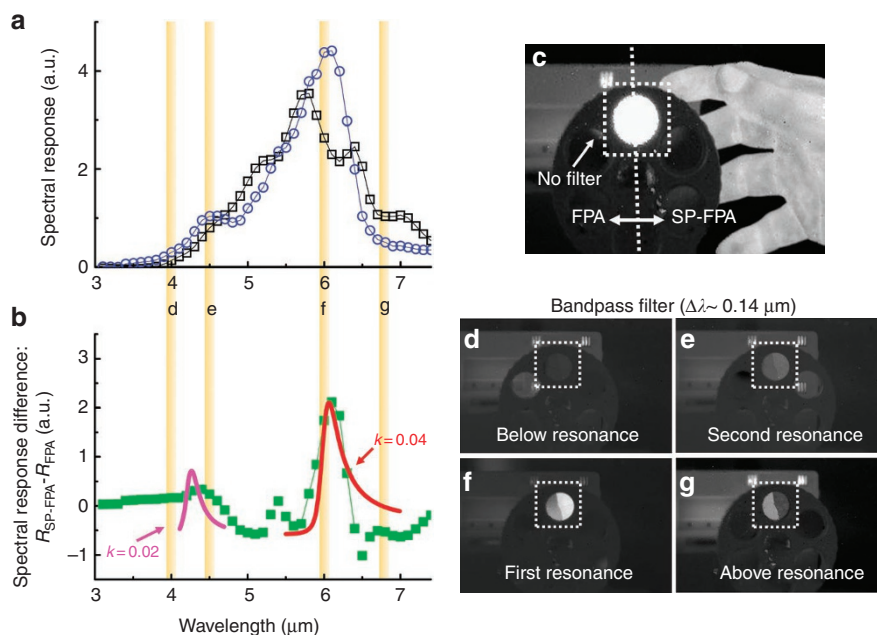 a
Spectral response (a.u.)
4
2
0
3 4 5 6 7
d e f g
b
Spectral response difference:
R_SP-FPA-R_FPA (a.u.)
3
2
1
0
−1
k=0.04
k=0.02
3 4 5 6 7
Wavelength (μm)
c
No filter
FPA SP-FPA
Bandpass filter (Δλ~ 0.14 μm)
d
Below resonance
e
Second resonance
f
First resonance
g
Above resonance